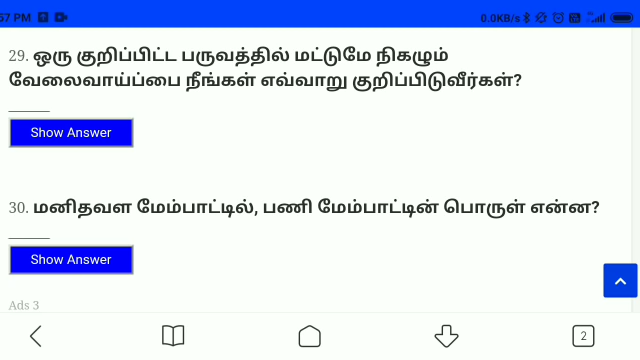 57 PM
0.0KB/s
29. ஒரு குறிப்பிட்ட பருவத்தில் மட்டுமே நிகழும்
வேலைவாய்ப்பை நீங்கள் எவ்வாறு குறிப்பிடுவீர்கள்?
Show Answer
30. மனிதவள மேம்பாட்டில், பணி மேம்பாட்டின் பொருள் என்ன?
Show Answer
Ads 3
2